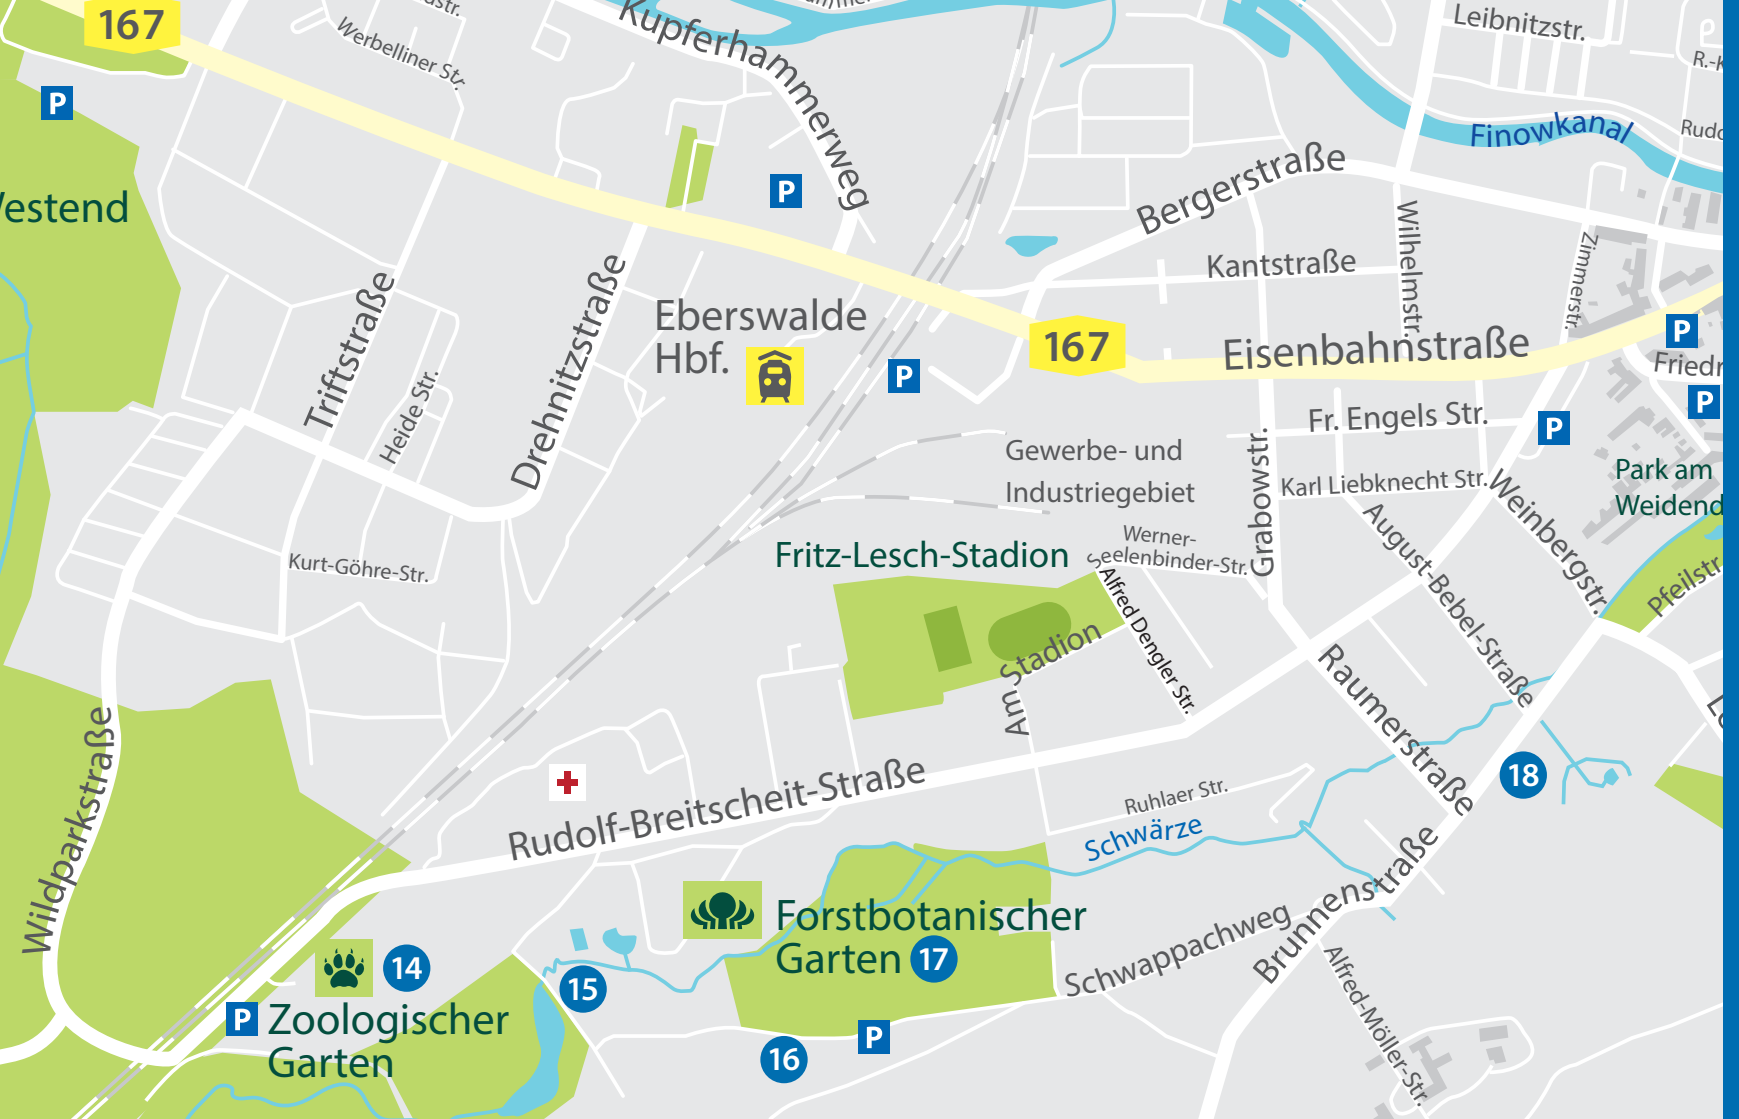 167
Werbelliner Str.
Kupferhammerweg
Leibnitzstr.
P
Finowkanal
P
Bergerstraße
Wilhelmstr.
Zimmerstr.
Kantstraße
Triftstraße
Drehnitzstraße
Eberswalde
Hbf.
167
Eisenbahnstraße
P
P
P
Heide Str.
Fr. Engels Str.
P
Gewerbe- und
Industriegebiet
Grabowstr.
Karl Liebknecht Str.
Weinbergstr.
Park am
August-Bebel-Straße
Werner-
Seelenbinder-Str.
Fritz-Lesch-Stadion
Alfred Dengler Str.
Kurt-Göhre-Str.
Pfeilstr.
Am Stadion
Raumerstraße
Wildparkstraße
Rudolf-Breitscheit-Straße
18
Ruhlaer Str.
Schwärze
Brunnenstraße
Forstbotanischer
Garten 17
Schwappachweg
14
15
Alfred-Möller-Str.
P
Zoologischer
Garten
16
P